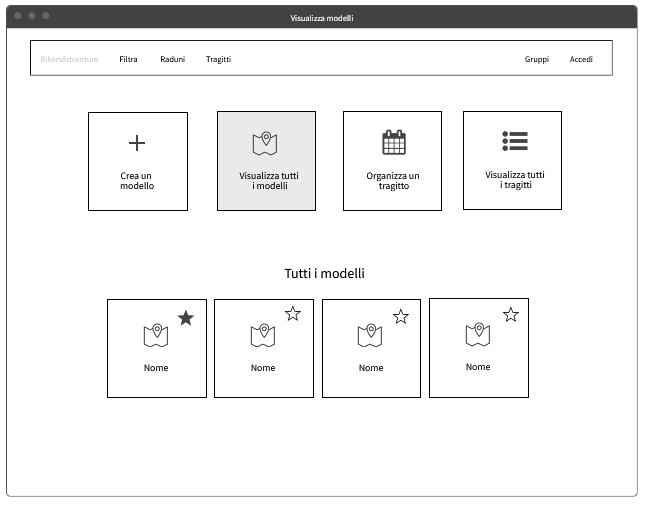 Visualizza modelli
BikersAdventure Filtra Raduni Tragitti Gruppi Accedi
Crea un
modello
Visualizza tutti
i modelli
Organizza un
tragitto
Visualizza tutti
i tragitti
Tutti i modelli
Nome
Nome
Nome
Nome